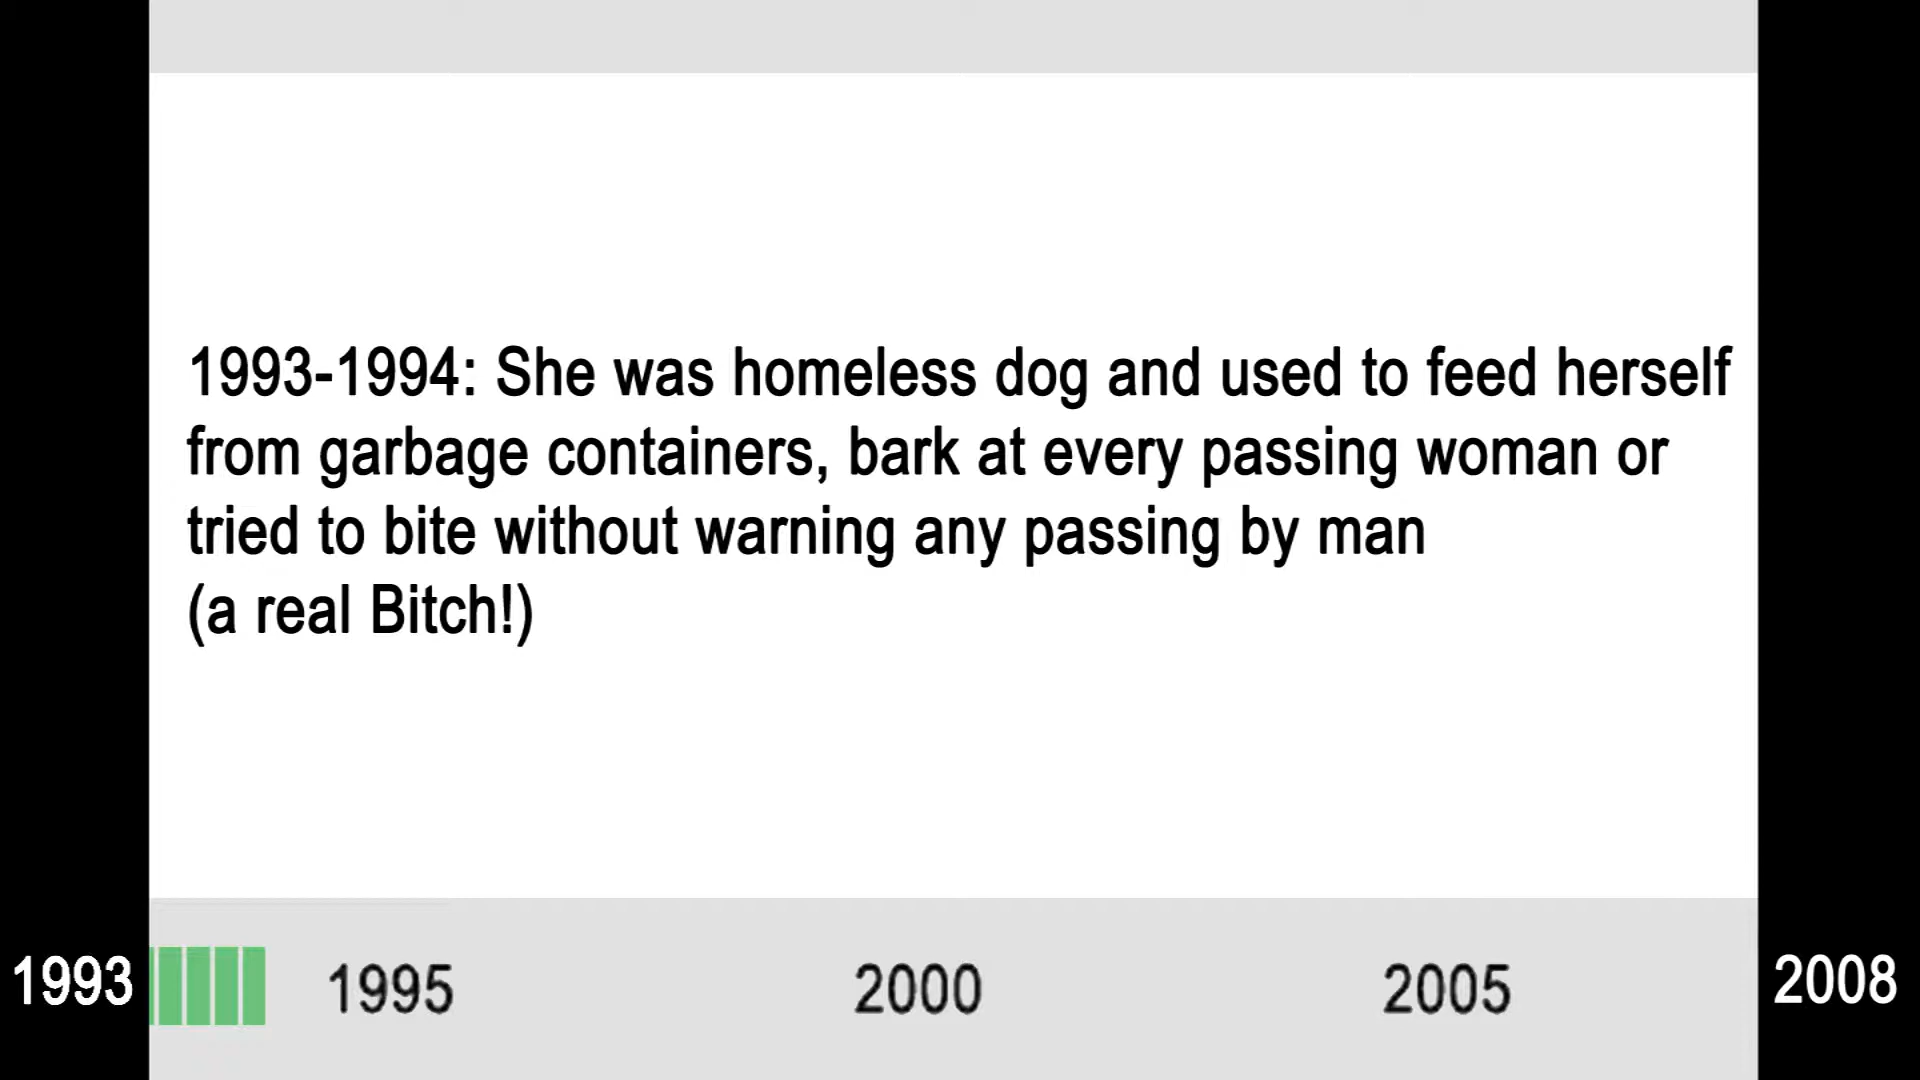 1993-1994: She was homeless dog and used to feed herself
from garbage containers, bark at every passing woman or
tried to bite without warning any passing by man
(a real Bitch!)
1993 1995 2000 2005 2008